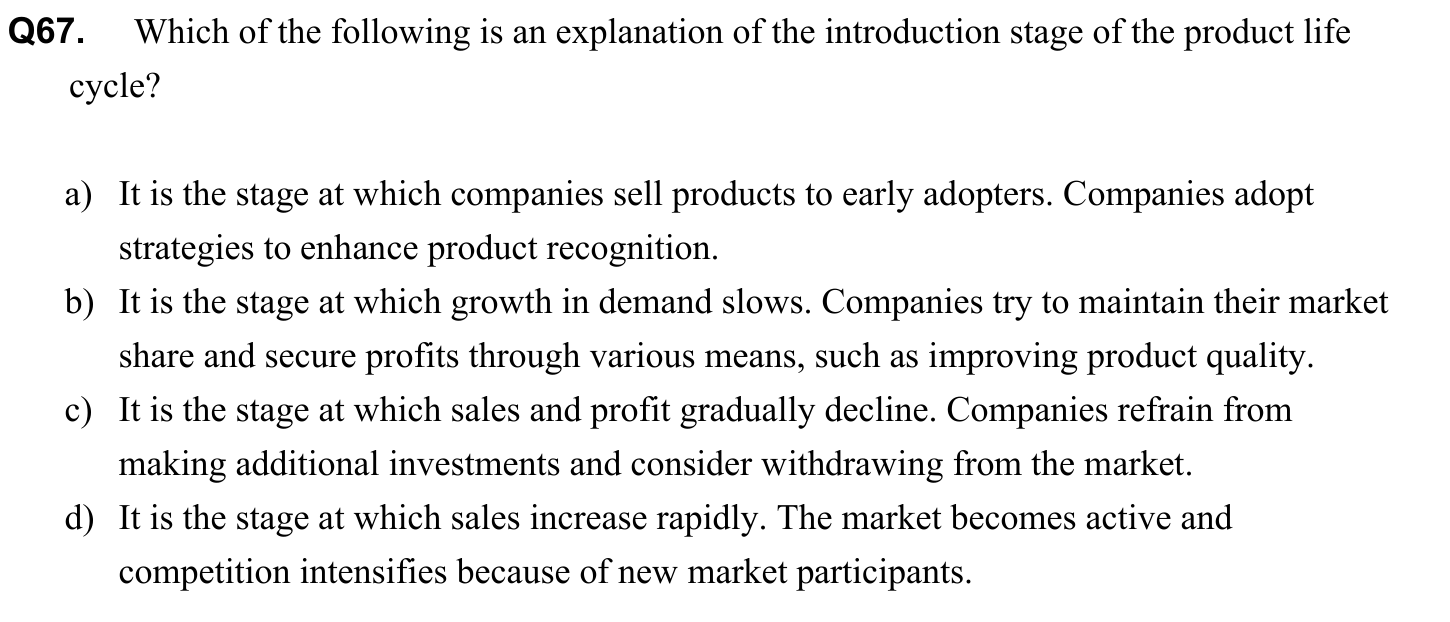 Q67. Which of the following is an explanation of the introduction stage of the product life
cycle?
a) It is the stage at which companies sell products to early adopters. Companies adopt
strategies to enhance product recognition.
b) It is the stage at which growth in demand slows. Companies try to maintain their market
share and secure profits through various means, such as improving product quality.
c) It is the stage at which sales and profit gradually decline. Companies refrain from
making additional investments and consider withdrawing from the market.
d) It is the stage at which sales increase rapidly. The market becomes active and
competition intensifies because of new market participants.